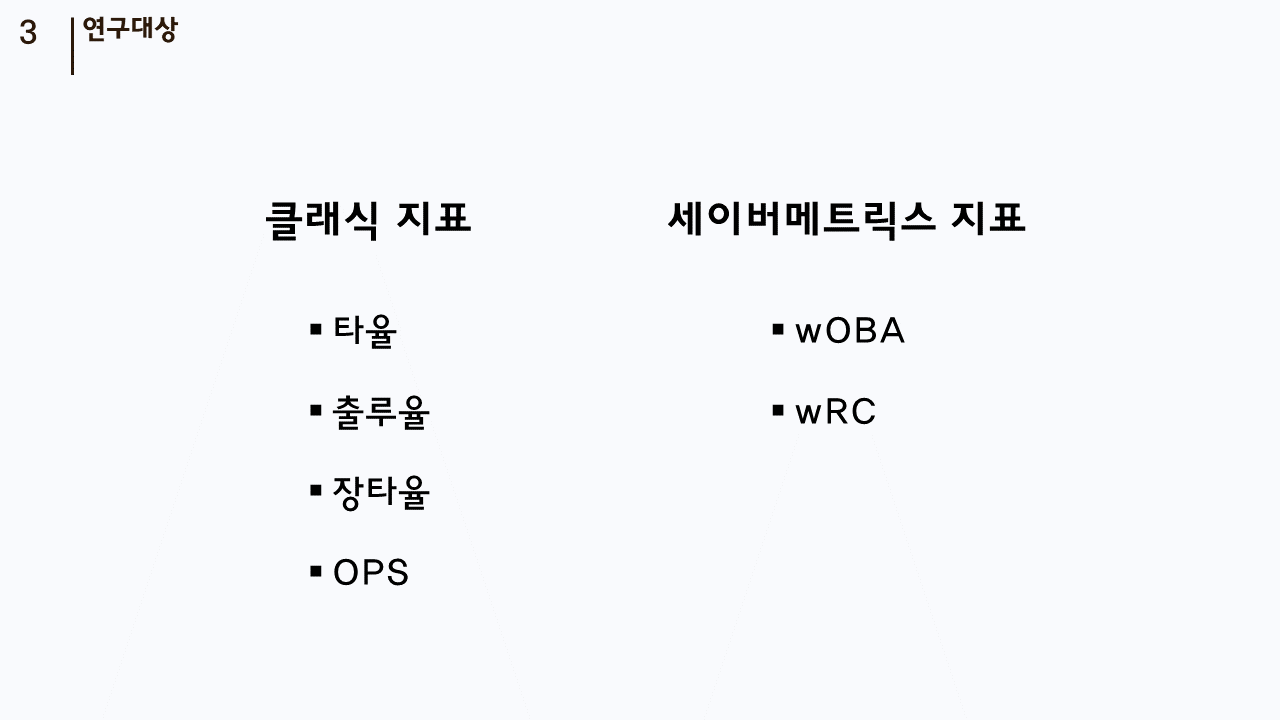 3
연구대상
클래식 지표
▪ 타율
▪ 출루율
▪ 장타율
▪ OPS
세이버메트릭스 지표
▪ wOBA
▪ wRC